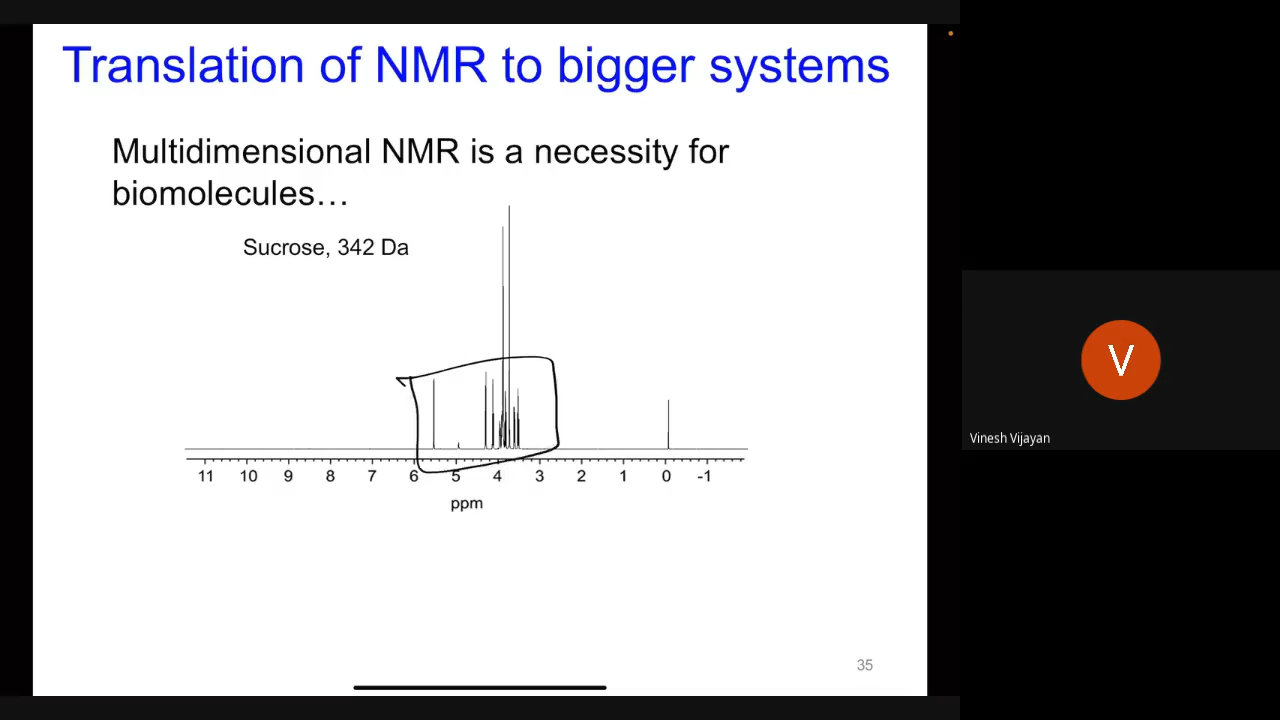 Translation of NMR to bigger systems
Multidimensional NMR is a necessity for
biomolecules…
Sucrose, 342 Da
11 10 9 8 7 6 5 4 3 2 1 0 -1
ppm
35
V
Vinesh Vijayan